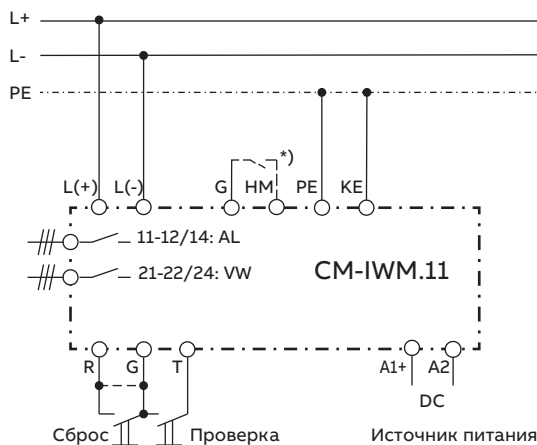 L+
L-
PE
*)
L(+) L(-) G HM PE KE
11-12/14: AL
21-22/24: VW
CM-IWM.11
R G T A1+ A2
DC
Сброс Проверка Источник питания